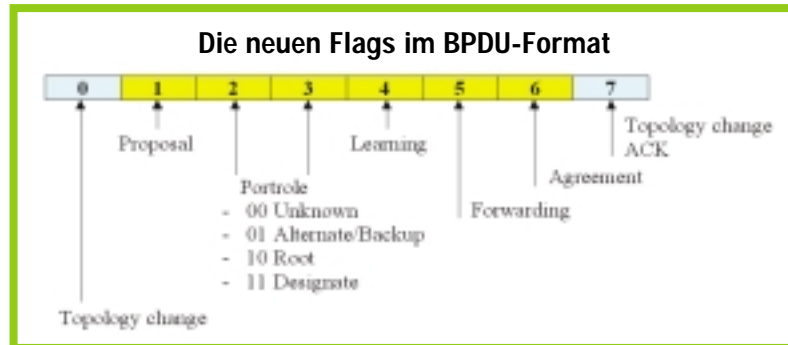 Die neuen Flags im BPDU-Format
0 1 2 3 4 5 6 7
Proposal
Learning
Topology change
ACK
Portrole
Agreement
- 00 Unknown
Forwarding
- 01 Alternate/Backup
- 10 Root
- 11 Designate
Topology change